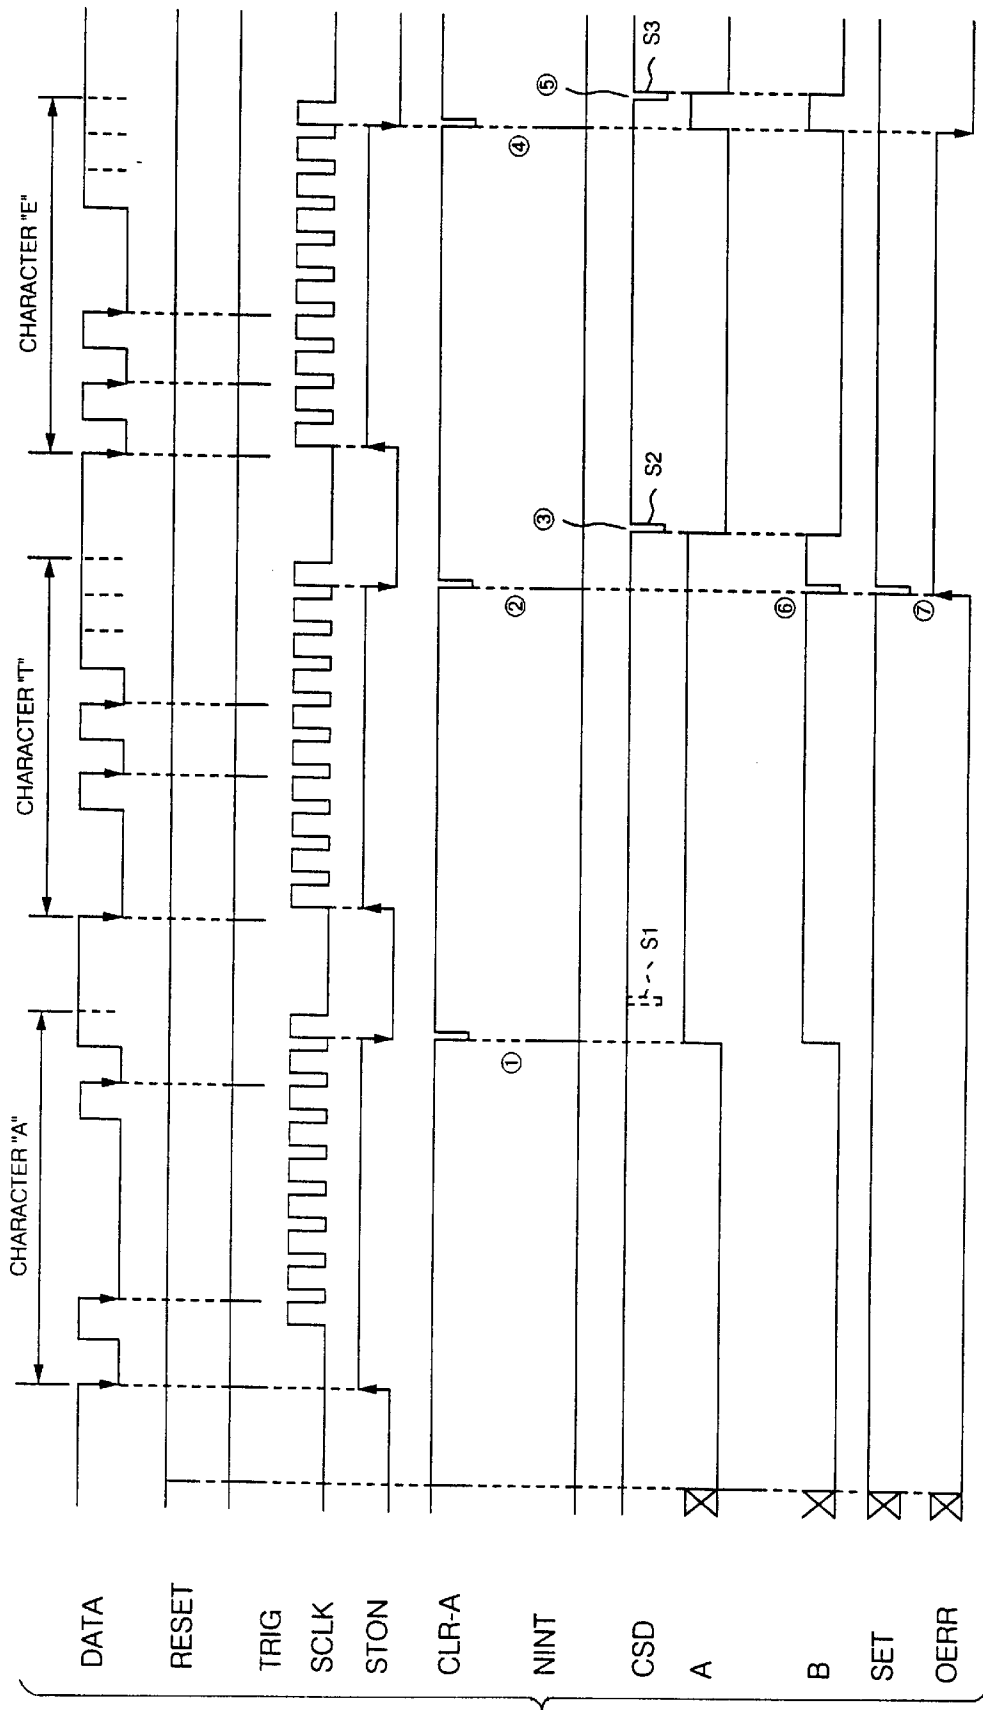 CHARACTER "A"
CHARACTER "T"
CHARACTER "E"
DATA
RESET
TRIG
SCLK
STON
CLR-A
NINT
① ② ④
CSD
S1 ③ S2 ⑤ S3
A
B
⑥
SET
OERR
⑦